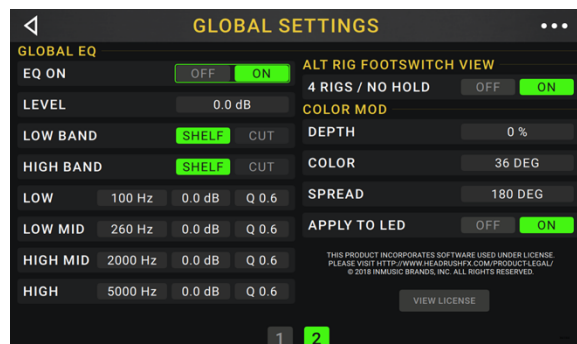 GLOBAL SETTINGS
GLOBAL EQ
EQ ON OFF ON
LEVEL 0.0 dB
LOW BAND SHELF CUT
HIGH BAND SHELF CUT
LOW 100 Hz 0.0 dB Q 0.6
LOW MID 260 Hz 0.0 dB Q 0.6
HIGH MID 2000 Hz 0.0 dB Q 0.6
HIGH 5000 Hz 0.0 dB Q 0.6
ALT RIG FOOTSWITCH VIEW
4 RIGS / NO HOLD OFF ON
COLOR MOD
DEPTH 0 %
COLOR 36 DEG
SPREAD 180 DEG
APPLY TO LED OFF ON
THIS PRODUCT INCORPORATES SOFTWARE USED UNDER LICENSE.
PLEASE VISIT HTTP://WWW.HEADRUSHFX.COM/PRODUCT-LEGAL/
© 2018 INMUSIC BRANDS, INC. ALL RIGHTS RESERVED.
VIEW LICENSE
1 2